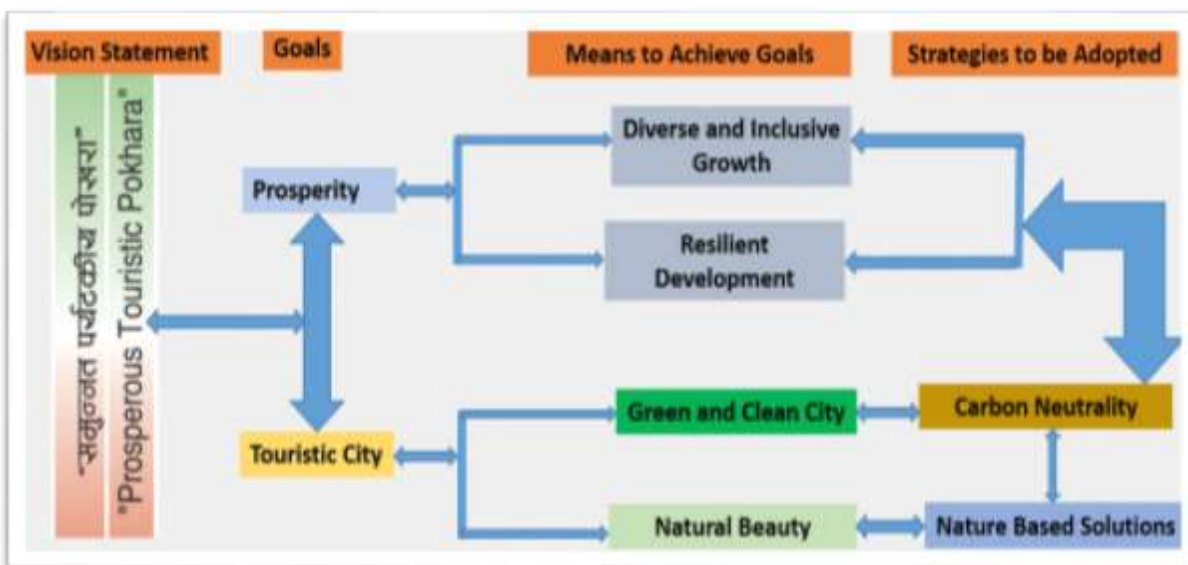 Vision Statement
Goals
Means to Achieve Goals
Strategies to be Adopted
"समुन्नत पर्यटकीय पोखरा"
"Prosperous Touristic Pokhara"
Diverse and Inclusive
Growth
Prosperity
Resilient
Development
Green and Clean City
Carbon Neutrality
Touristic City
Natural Beauty
Nature Based Solutions